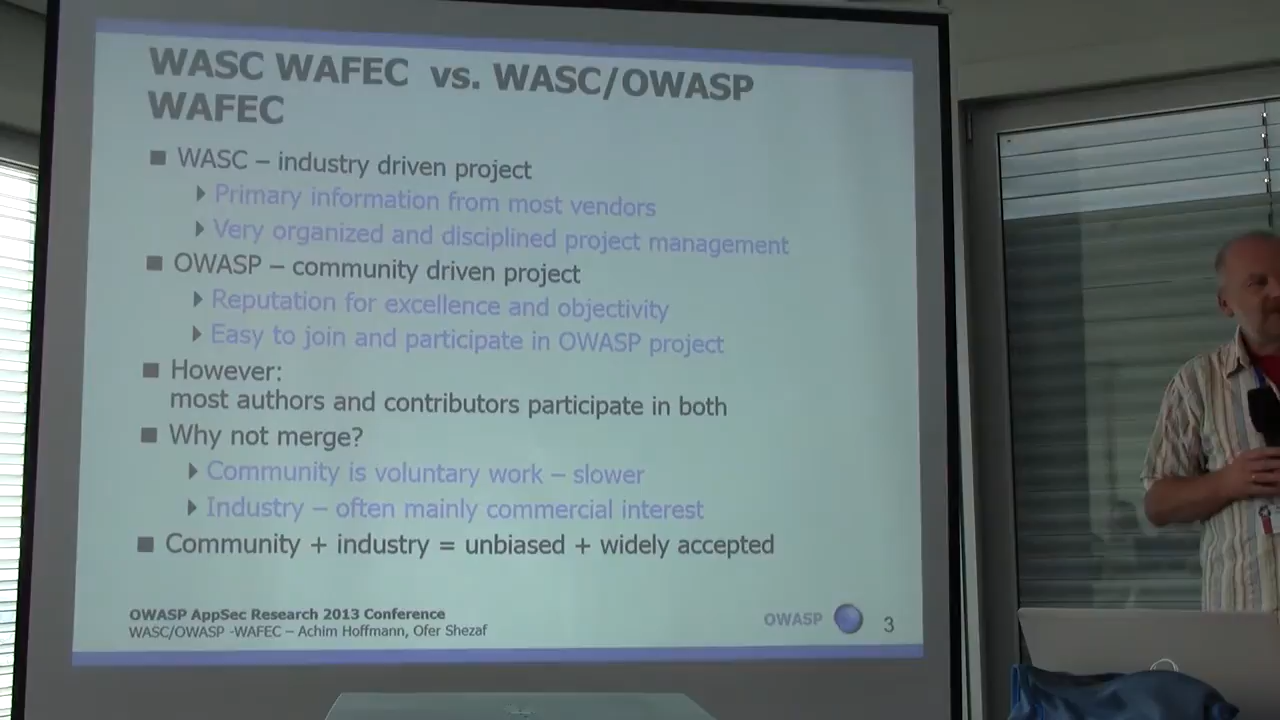 WASC WAFEC vs. WASC/OWASP
WAFEC
WASC – industry driven project
Primary information from most vendors
Very organized and disciplined project management
OWASP – community driven project
Reputation for excellence and objectivity
Easy to join and participate in OWASP project
However:
most authors and contributors participate in both
Why not merge?
Community is voluntary work – slower
Industry – often mainly commercial interest
Community + industry = unbiased + widely accepted
OWASP AppSec Research 2013 Conference
WASC/OWASP -WAFEC – Achim Hoffmann, Ofer Shezaf
OWASP
3